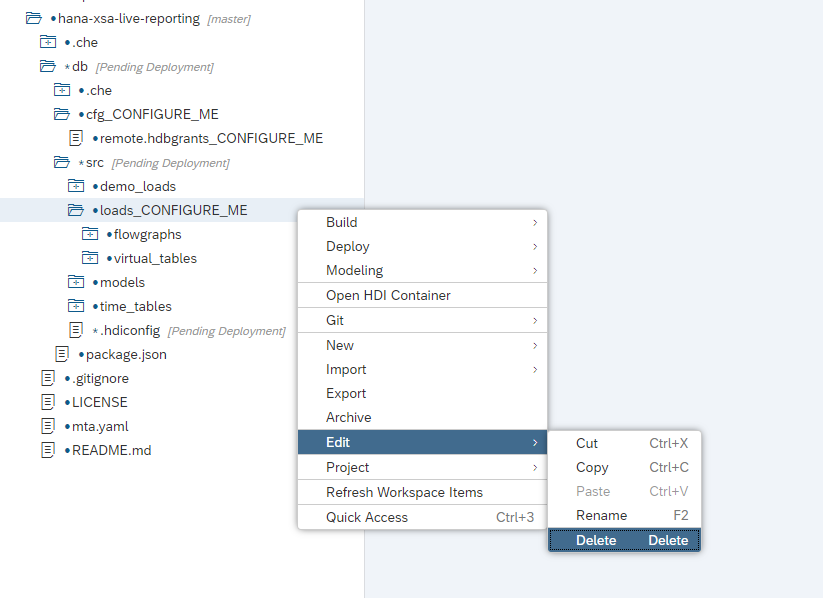 •hana-xsa-live-reporting [master]
•.che
*db [Pending Deployment]
•.che
•cfg_CONFIGURE_ME
•remote.hdbgrants_CONFIGURE_ME
*src [Pending Deployment]
•demo_loads
•loads_CONFIGURE_ME
•flowgraphs
•virtual_tables
•models
•time_tables
*.hdiconfig [Pending Deployment]
•package.json
•.gitignore
•LICENSE
•mta.yaml
•README.md
Build
Deploy
Modeling
Open HDI Container
Git
New
Import
Export
Archive
Edit
Project
Refresh Workspace Items
Quick Access Ctrl+3
Cut Ctrl+X
Copy Ctrl+C
Paste Ctrl+V
Rename F2
Delete Delete